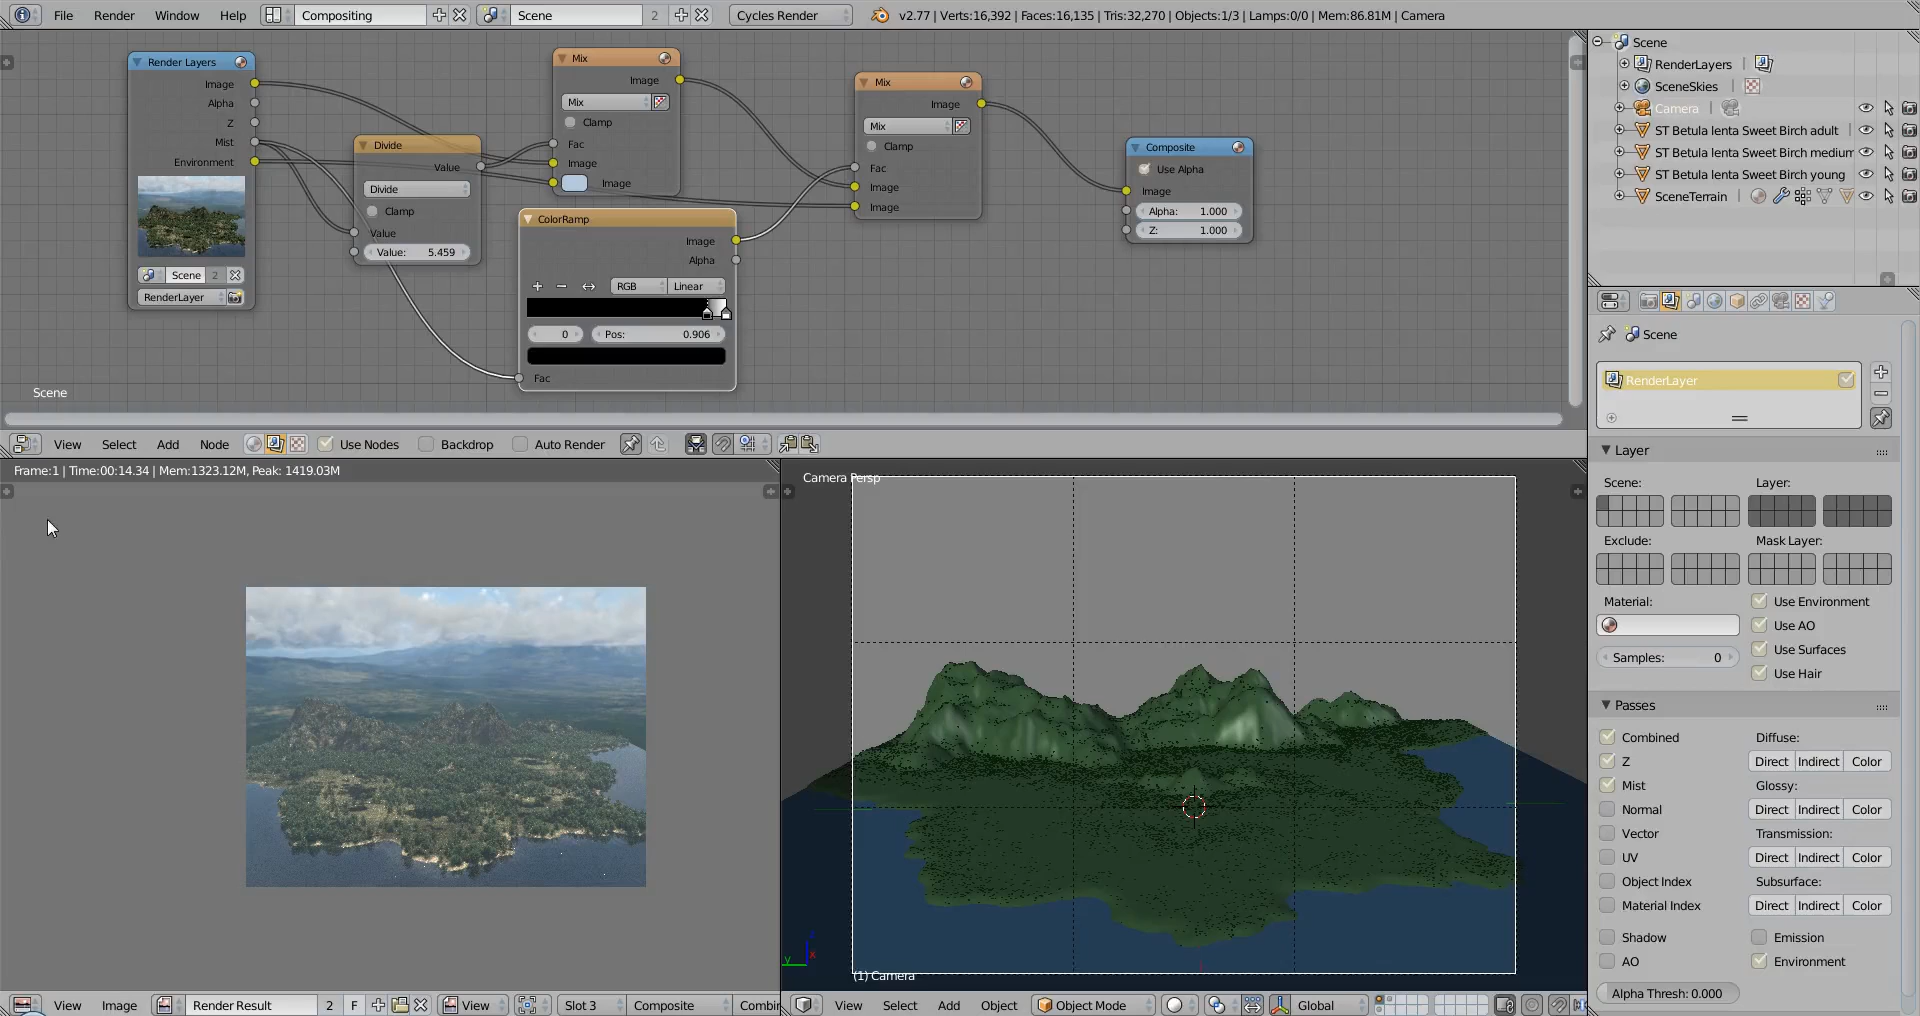 File Render Window Help Compositing Scene 2 Cycles Render v2.77 | Verts:16,392 | Faces:16,135 | Tris:32,270 | Objects:1/3 | Lamps:0/0 | Mem:86.81M | Camera
Render Layers
Image
Alpha
Z
Mist
Environment
Scene 2
RenderLayer
Divide
Value
Divide
Clamp
Value
Value: 5.459
Mix
Image
Mix
Clamp
Fac
Image
Image
ColorRamp
Image
Alpha
RGB Linear
0 Pos: 0.906
Fac
Mix
Image
Mix
Clamp
Fac
Image
Image
Composite
Use Alpha
Image
Alpha: 1.000
Z: 1.000
Scene
View Select Add Node Use Nodes Backdrop Auto Render
Frame:1 | Time:00:14.34 | Mem:1323.12M, Peak: 1419.03M
View Image Render Result 2 F View Slot 3 Composite Combin
Camera Persp
y
x
(1) Camera
View Select Add Object Object Mode Global
Scene
RenderLayers
SceneSkies
Camera
ST Betula lenta Sweet Birch adult
ST Betula lenta Sweet Birch medium
ST Betula lenta Sweet Birch young
SceneTerrain
Scene
RenderLayer
Layer
Scene: Layer:
Exclude: Mask Layer:
Material:
Samples: 0
Use Environment
Use AO
Use Surfaces
Use Hair
Passes
Combined
Z
Mist
Normal
Vector
UV
Object Index
Material Index
Shadow
AO
Diffuse:
Direct Indirect Color
Glossy:
Direct Indirect Color
Transmission:
Direct Indirect Color
Subsurface:
Direct Indirect Color
Emission
Environment
Alpha Thresh: 0.000